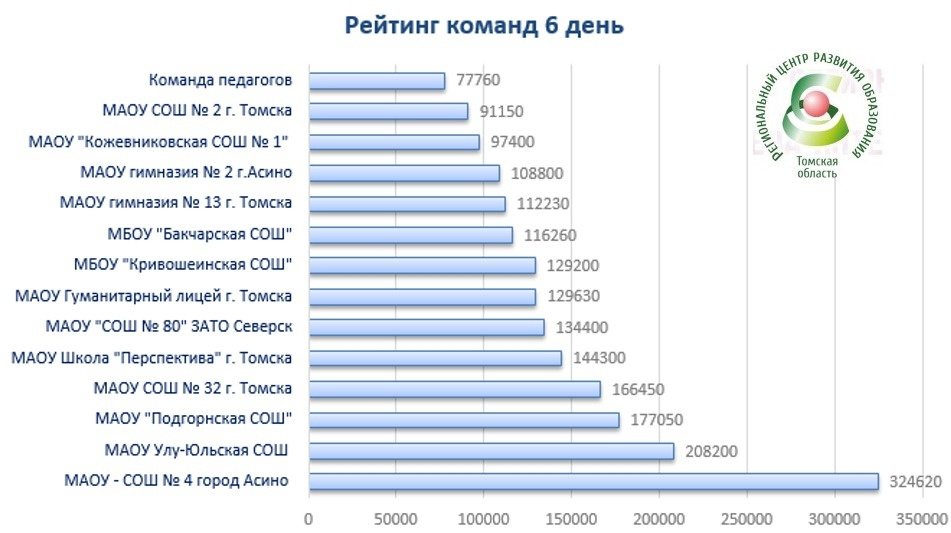 Рейтинг команд 6 день
РЕГИОНАЛЬНЫЙ ЦЕНТР РАЗВИТИЯ ОБРАЗОВАНИЯ
Томская
область
Команда педагогов 77760
МАОУ СОШ № 2 г. Томска 91150
МАОУ "Кожевниковская СОШ № 1" 97400
МАОУ гимназия № 2 г.Асино 108800
МАОУ гимназия № 13 г. Томска 112230
МБОУ "Бакчарская СОШ" 116260
МБОУ "Кривошеинская СОШ" 129200
МАОУ Гуманитарный лицей г. Томска 129630
МАОУ "СОШ № 80" ЗАТО Северск 134400
МАОУ Школа "Перспектива" г. Томска 144300
МАОУ СОШ № 32 г. Томска 166450
МАОУ "Подгорнская СОШ" 177050
МАОУ Улу-Юльская СОШ 208200
МАОУ - СОШ № 4 город Асино 324620
0 50000 100000 150000 200000 250000 300000 350000